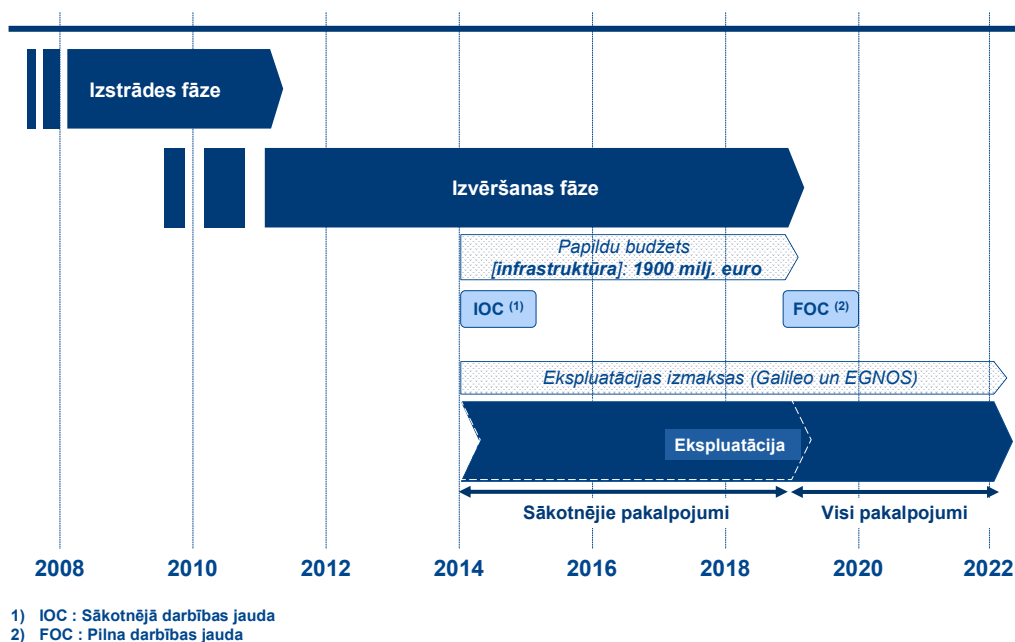 Izstrādes fāze
Izvēršanas fāze
Papildu budžets
[infrastruktūra]: 1900 milj. euro
IOC (1)
FOC (2)
Ekspluatācijas izmaksas (Galileo un EGNOS)
Ekspluatācija
Sākotnējie pakalpojumi
Visi pakalpojumi
2008 2010 2012 2014 2016 2018 2020 2022
1) IOC : Sākotnējā darbības jauda
2) FOC : Pilna darbības jauda